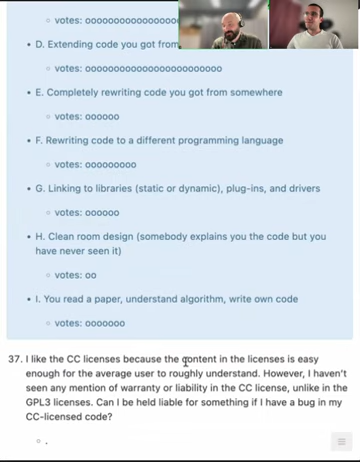 votes: oooooooooooooooo
D. Extending code you got from
votes: oooooooooooooooooooooooo
E. Completely rewriting code you got from somewhere
votes: oooooo
F. Rewriting code to a different programming language
votes: ooooooooo
G. Linking to libraries (static or dynamic), plug-ins, and drivers
votes: oooooo
H. Clean room design (somebody explains you the code but you
have never seen it)
votes: oo
I. You read a paper, understand algorithm, write own code
votes: ooooooo
37. I like the CC licenses because the content in the licenses is easy
enough for the average user to roughly understand. However, I haven't
seen any mention of warranty or liability in the CC license, unlike in the
GPL3 licenses. Can I be held liable for something if I have a bug in my
CC-licensed code?
.